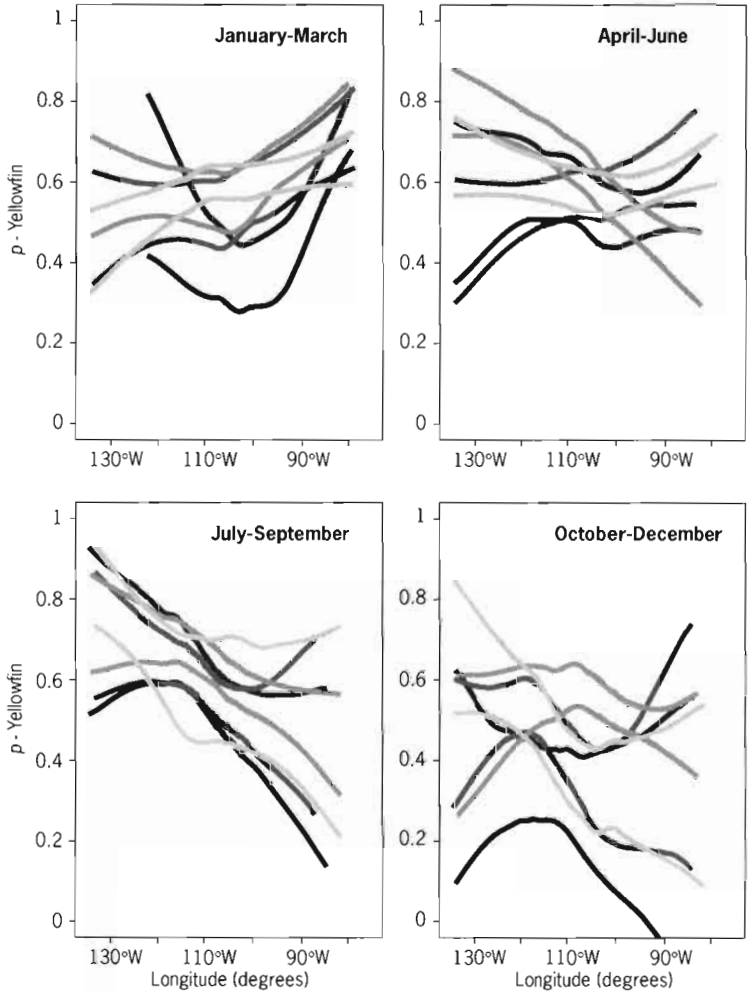 January-March
1
0.8
0.6
0.4
0.2
0
p - Yellowfin
130°W 110°W 90°W
April-June
1
0.8
0.6
0.4
0.2
0
130°W 110°W 90°W
July-September
1
0.8
0.6
0.4
0.2
0
p - Yellowfin
130°W 110°W 90°W
Longitude (degrees)
October-December
1
0.8
0.6
0.4
0.2
0
130°W 110°W 90°W
Longitude (degrees)